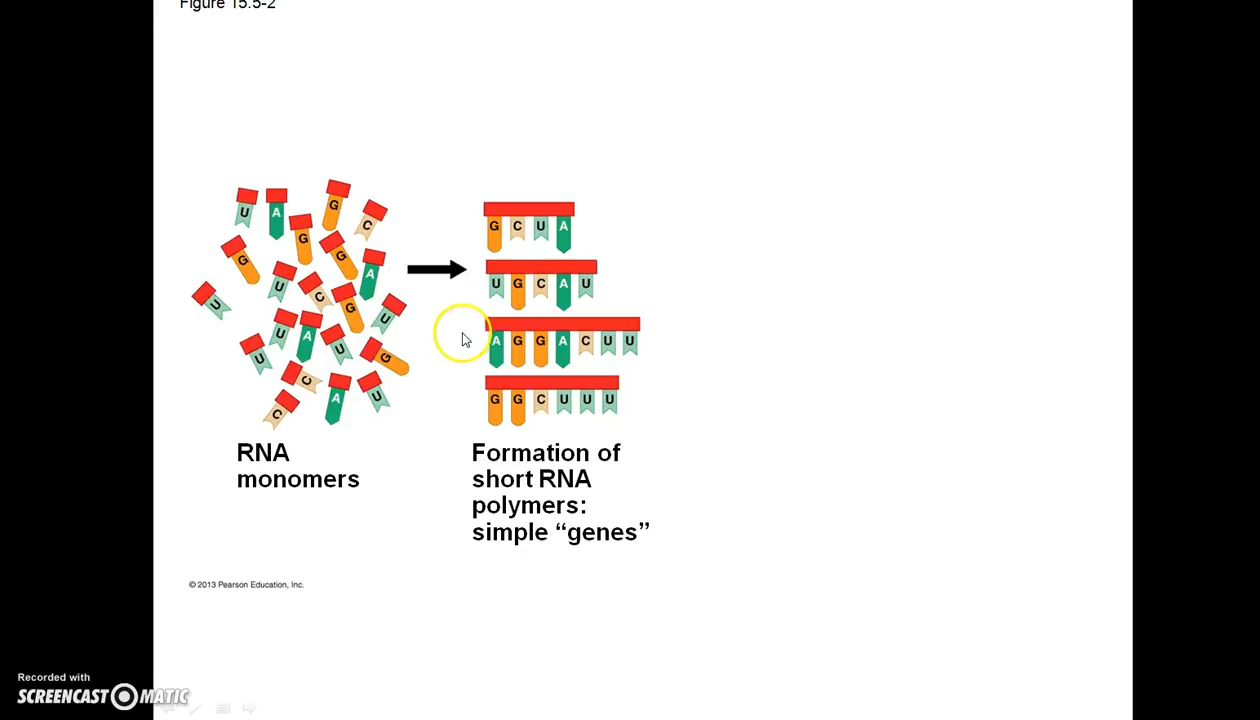 Figure 15.5-2
U A G C
G G G A
U C G U
U
U A U G
U C
C A U
G C U A
U G C A U
A G G A C U U
G G C U U U
RNA
monomers
Formation of
short RNA
polymers:
simple “genes”
© 2013 Pearson Education, Inc.
Recorded with
SCREENCAST MATIC